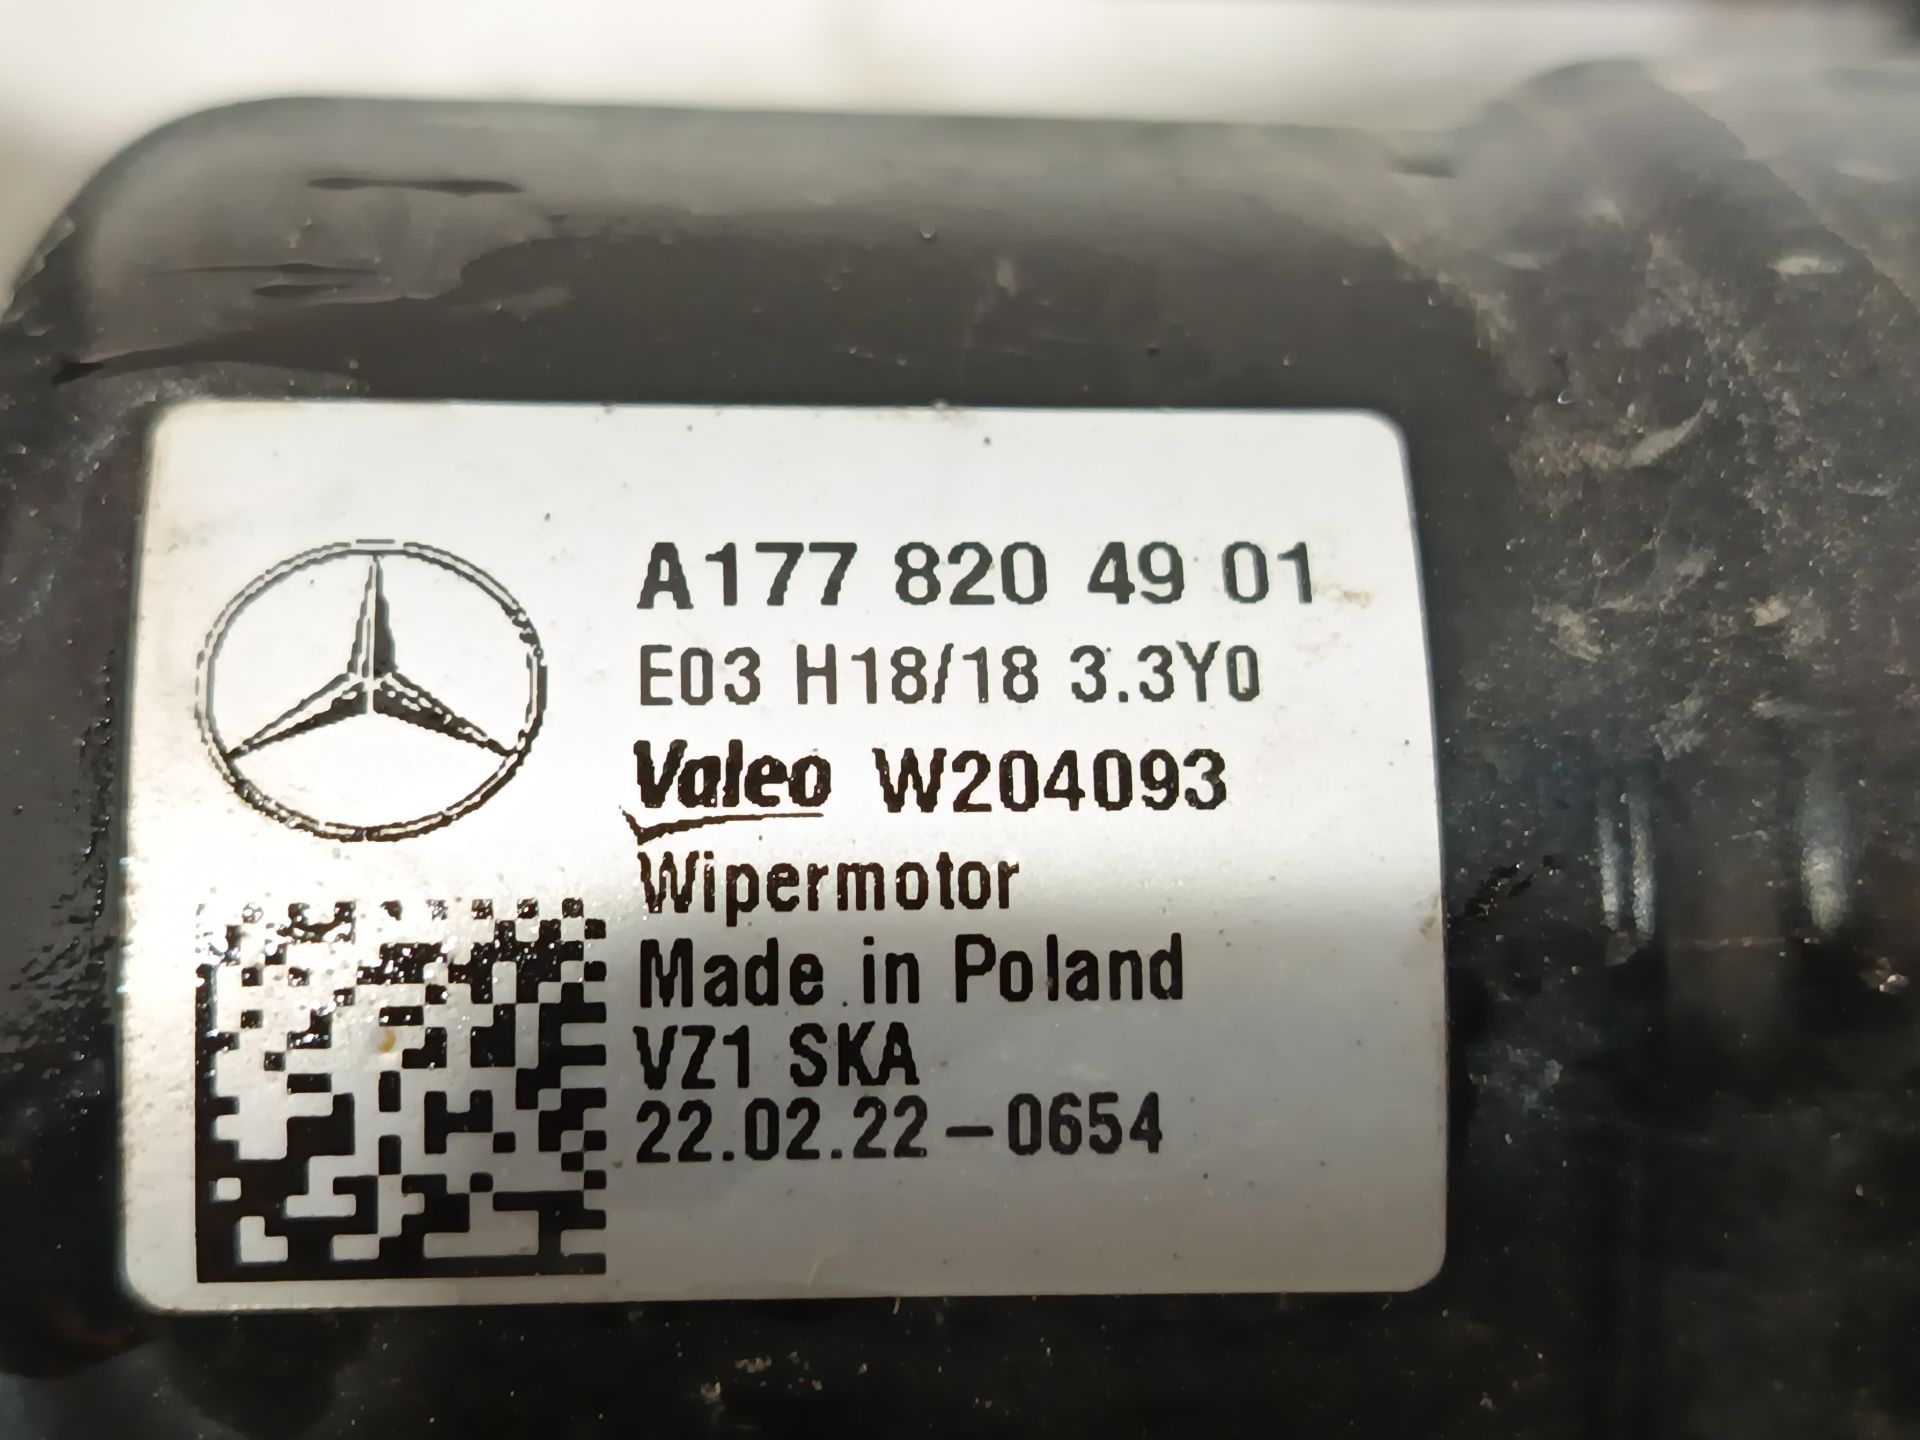 A177 820 49 01
E03 H18/18 3.3Y0
Valeo W204093
Wipermotor
Made in Poland
VZ1 SKA
22.02.22-0654